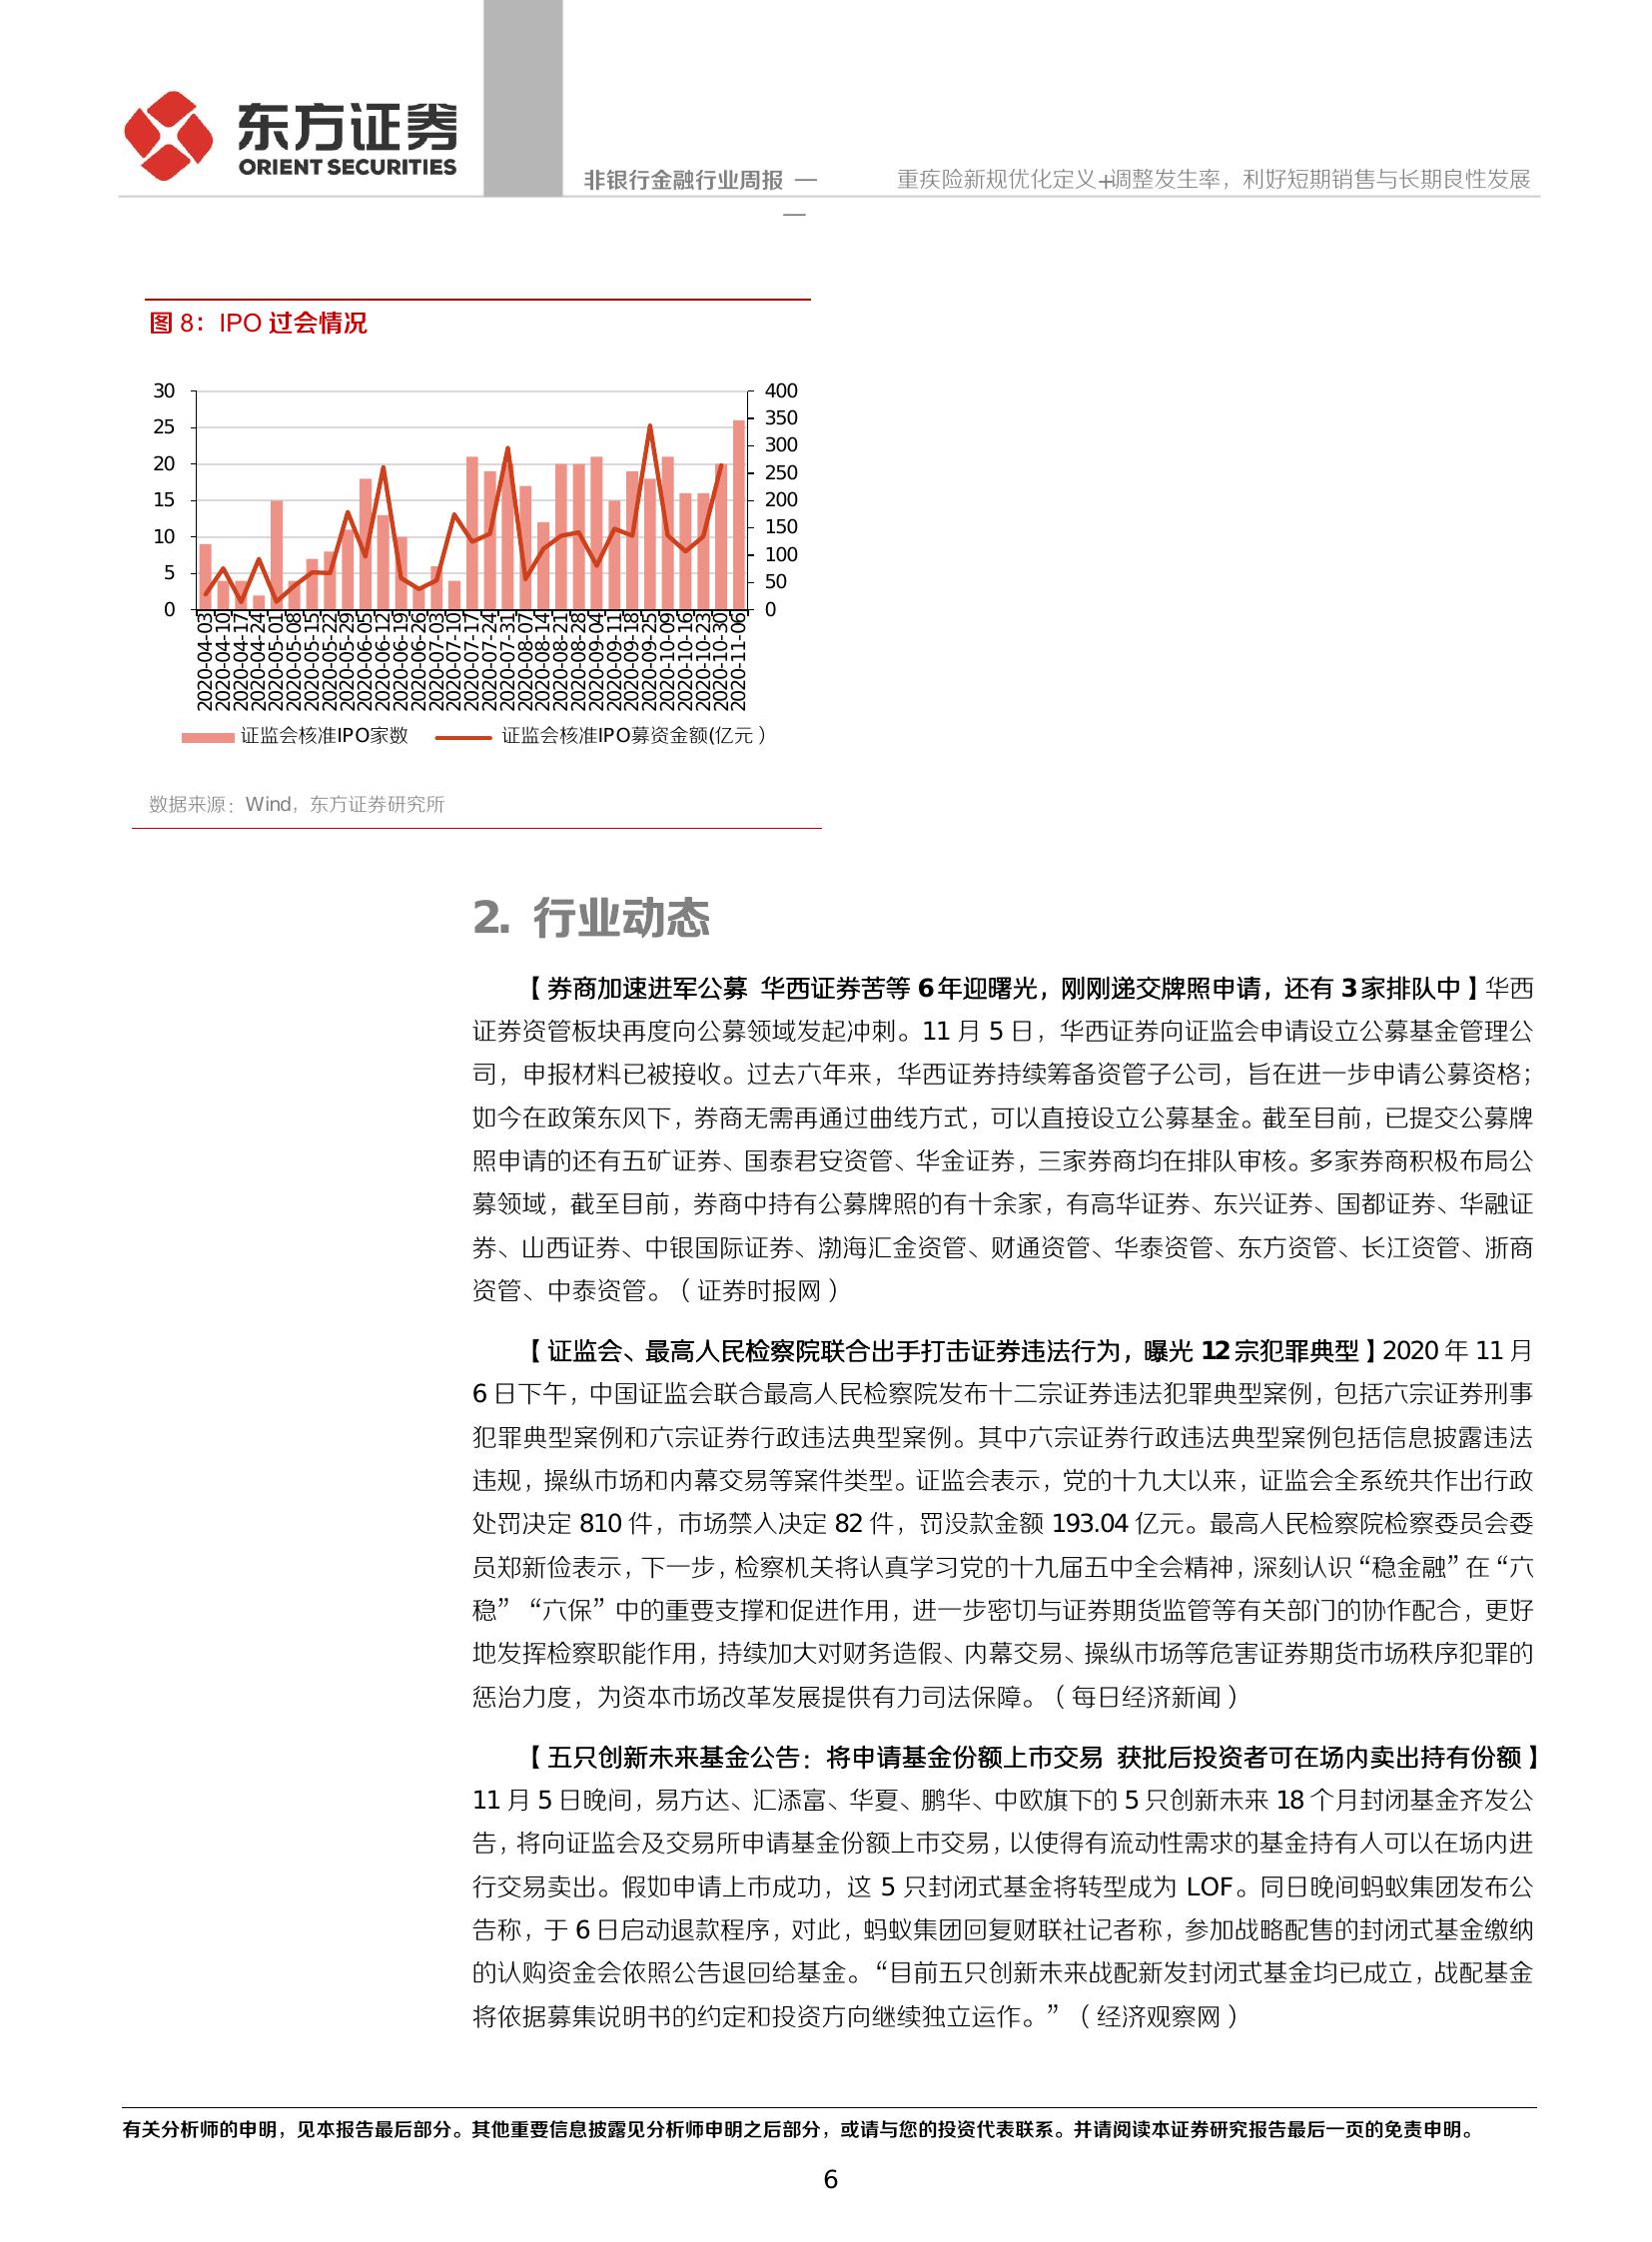 东方证券
ORIENT SECURITIES
非银行金融行业周报 —— 重疾险新规优化定义+调整发生率，利好短期销售与长期良性发展
图 8：IPO 过会情况
30
25
20
15
10
5
0
400
350
300
250
200
150
100
50
0
2020-04-03
2020-04-10
2020-04-17
2020-04-24
2020-05-01
2020-05-08
2020-05-15
2020-05-22
2020-05-29
2020-06-05
2020-06-12
2020-06-19
2020-06-26
2020-07-03
2020-07-10
2020-07-17
2020-07-24
2020-07-31
2020-08-07
2020-08-14
2020-08-21
2020-08-28
2020-09-04
2020-09-11
2020-09-18
2020-09-25
2020-10-09
2020-10-16
2020-10-23
2020-10-30
2020-11-06
证监会核准IPO家数 证监会核准IPO募资金额(亿元）
数据来源：Wind，东方证券研究所
2. 行业动态
【券商加速进军公募 华西证券苦等 6 年迎曙光，刚刚递交牌照申请，还有 3 家排队中】华西
证券资管板块再度向公募领域发起冲刺。11 月 5 日，华西证券向证监会申请设立公募基金管理公
司，申报材料已被接收。过去六年来，华西证券持续筹备资管子公司，旨在进一步申请公募资格；
如今在政策东风下，券商无需再通过曲线方式，可以直接设立公募基金。截至目前，已提交公募牌
照申请的还有五矿证券、国泰君安资管、华金证券，三家券商均在排队审核。多家券商积极布局公
募领域，截至目前，券商中持有公募牌照的有十余家，有高华证券、东兴证券、国都证券、华融证
券、山西证券、中银国际证券、渤海汇金资管、财通资管、华泰资管、东方资管、长江资管、浙商
资管、中泰资管。（证券时报网）
【证监会、最高人民检察院联合出手打击证券违法行为，曝光 12 宗犯罪典型】2020 年 11 月
6 日下午，中国证监会联合最高人民检察院发布十二宗证券违法犯罪典型案例，包括六宗证券刑事
犯罪典型案例和六宗证券行政违法典型案例。其中六宗证券行政违法典型案例包括信息披露违法
违规，操纵市场和内幕交易等案件类型。证监会表示，党的十九大以来，证监会全系统共作出行政
处罚决定 810 件，市场禁入决定 82 件，罚没款金额 193.04 亿元。最高人民检察院检察委员会委
员郑新俭表示，下一步，检察机关将认真学习党的十九届五中全会精神，深刻认识“稳金融”在“六
稳”“六保”中的重要支撑和促进作用，进一步密切与证券期货监管等有关部门的协作配合，更好
地发挥检察职能作用，持续加大对财务造假、内幕交易、操纵市场等危害证券期货市场秩序犯罪的
惩治力度，为资本市场改革发展提供有力司法保障。（每日经济新闻）
【五只创新未来基金公告：将申请基金份额上市交易 获批后投资者可在场内卖出持有份额】
11 月 5 日晚间，易方达、汇添富、华夏、鹏华、中欧旗下的 5 只创新未来 18 个月封闭基金齐发公
告，将向证监会及交易所申请基金份额上市交易，以使得有流动性需求的基金持有人可以在场内进
行交易卖出。假如申请上市成功，这 5 只封闭式基金将转型成为 LOF。同日晚间蚂蚁集团发布公
告称，于 6 日启动退款程序，对此，蚂蚁集团回复财联社记者称，参加战略配售的封闭式基金缴纳
的认购资金会依照公告退回给基金。“目前五只创新未来战配新发封闭式基金均已成立，战配基金
将依据募集说明书的约定和投资方向继续独立运作。”（经济观察网）
有关分析师的申明，见本报告最后部分。其他重要信息披露见分析师申明之后部分，或请与您的投资代表联系。并请阅读本证券研究报告最后一页的免责申明。
6